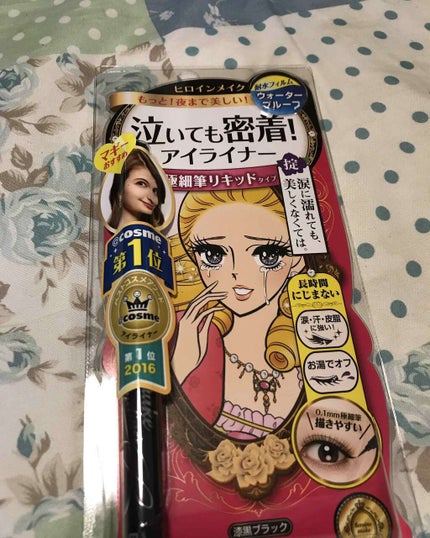 ヒロインメイク
もっと!夜まで美しい!
耐水フィルム
ウォーター
プルーフ
泣いても密着!
アイライナー
極細筆リキッドタイプ
マギー
おすすめ
掟
涙に濡れても、
美しくなくては。
@cosme
第1位
@cosme
アイライナー
第1位
2016
長時間
にじまない
涙・汗・皮脂
に強い!
お湯でオフ
0.1mm極細筆
描きやすい
漆黒ブラック